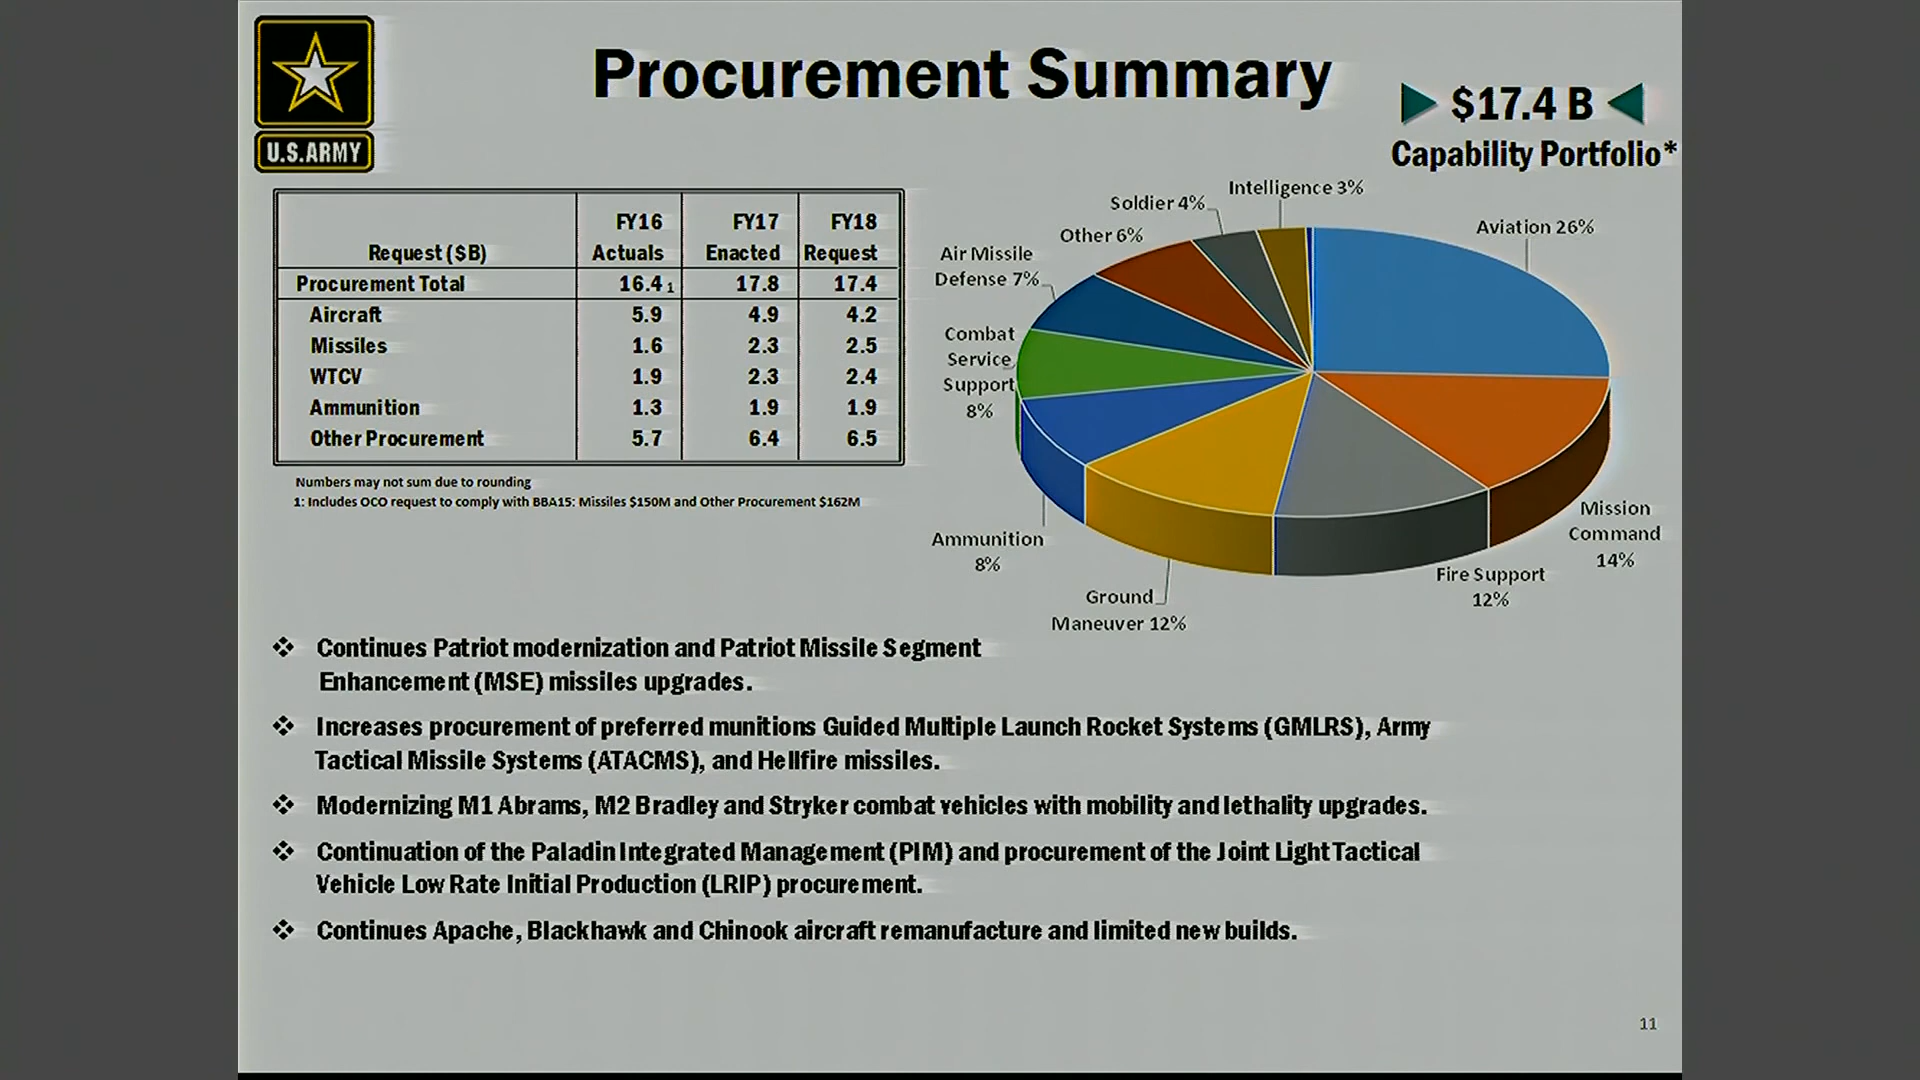 Procurement Summary
U.S.ARMY
$17.4 B
Capability Portfolio*
Request ($B) FY16 Actuals FY17 Enacted FY18 Request
Procurement Total 16.4 1 17.8 17.4
Aircraft 5.9 4.9 4.2
Missiles 1.6 2.3 2.5
WTCV 1.9 2.3 2.4
Ammunition 1.3 1.9 1.9
Other Procurement 5.7 6.4 6.5
Numbers may not sum due to rounding
1: Includes OCO request to comply with BBA15: Missiles $150M and Other Procurement $162M
Intelligence 3%
Soldier 4%
Other 6%
Aviation 26%
Air Missile
Defense 7%
Combat
Service
Support
8%
Ammunition
8%
Ground
Maneuver 12%
Fire Support
12%
Mission
Command
14%
Continues Patriot modernization and Patriot Missile Segment
Enhancement (MSE) missiles upgrades.
Increases procurement of preferred munitions Guided Multiple Launch Rocket Systems (GMLRS), Army
Tactical Missile Systems (ATACMS), and Hellfire missiles.
Modernizing M1 Abrams, M2 Bradley and Stryker combat vehicles with mobility and lethality upgrades.
Continuation of the Paladin Integrated Management (PIM) and procurement of the Joint Light Tactical
Vehicle Low Rate Initial Production (LRIP) procurement.
Continues Apache, Blackhawk and Chinook aircraft remanufacture and limited new builds.
11